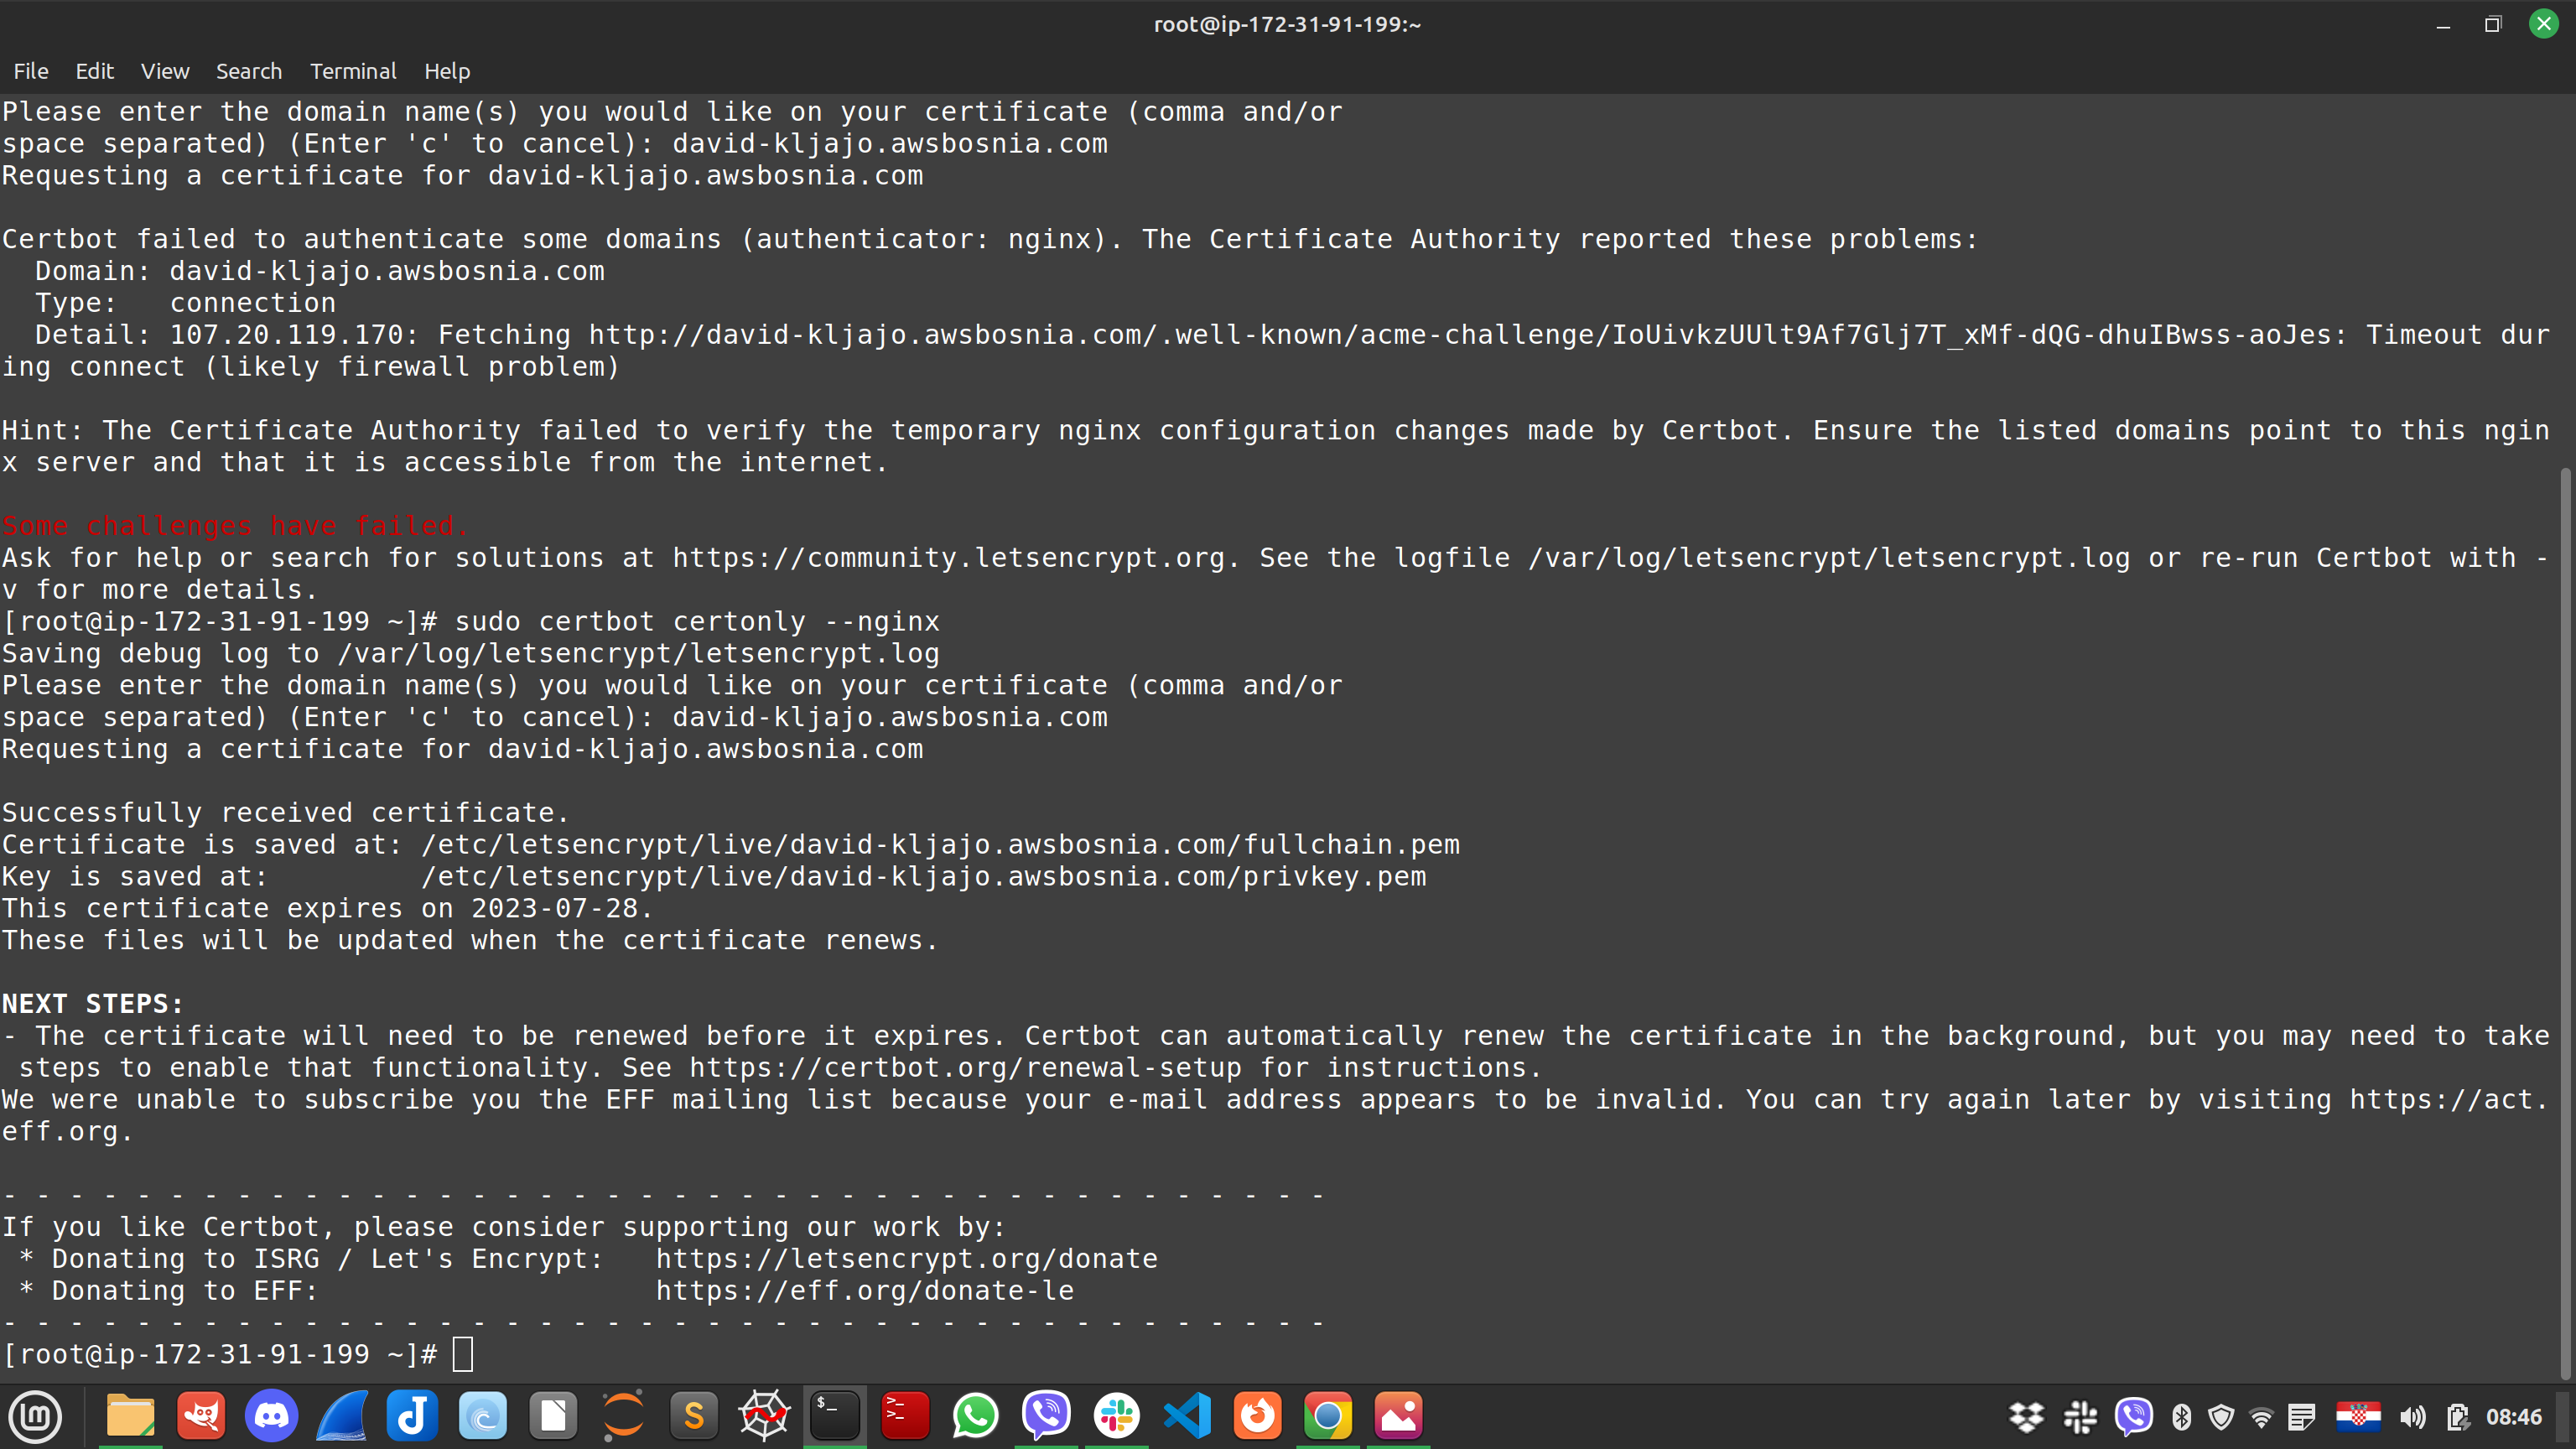 root@ip-172-31-91-199:~
File Edit View Search Terminal Help
Please enter the domain name(s) you would like on your certificate (comma and/or
space separated) (Enter 'c' to cancel): david-kljajo.awsbosnia.com
Requesting a certificate for david-kljajo.awsbosnia.com
Certbot failed to authenticate some domains (authenticator: nginx). The Certificate Authority reported these problems:
  Domain: david-kljajo.awsbosnia.com
  Type:   connection
  Detail: 107.20.119.170: Fetching http://david-kljajo.awsbosnia.com/.well-known/acme-challenge/IoUivkzUUlt9Af7Glj7T_xMf-dQG-dhuIBwss-aoJes: Timeout dur
ing connect (likely firewall problem)
Hint: The Certificate Authority failed to verify the temporary nginx configuration changes made by Certbot. Ensure the listed domains point to this ngin
x server and that it is accessible from the internet.
Some challenges have failed.
Ask for help or search for solutions at https://community.letsencrypt.org. See the logfile /var/log/letsencrypt/letsencrypt.log or re-run Certbot with -
v for more details.
[root@ip-172-31-91-199 ~]# sudo certbot certonly --nginx
Saving debug log to /var/log/letsencrypt/letsencrypt.log
Please enter the domain name(s) you would like on your certificate (comma and/or
space separated) (Enter 'c' to cancel): david-kljajo.awsbosnia.com
Requesting a certificate for david-kljajo.awsbosnia.com
Successfully received certificate.
Certificate is saved at: /etc/letsencrypt/live/david-kljajo.awsbosnia.com/fullchain.pem
Key is saved at:         /etc/letsencrypt/live/david-kljajo.awsbosnia.com/privkey.pem
This certificate expires on 2023-07-28.
These files will be updated when the certificate renews.
NEXT STEPS:
- The certificate will need to be renewed before it expires. Certbot can automatically renew the certificate in the background, but you may need to take
 steps to enable that functionality. See https://certbot.org/renewal-setup for instructions.
We were unable to subscribe you the EFF mailing list because your e-mail address appears to be invalid. You can try again later by visiting https://act.
eff.org.
- - - - - - - - - - - - - - - - - - - - - - - - - - - - - - - - - - - - - - - -
If you like Certbot, please consider supporting our work by:
 * Donating to ISRG / Let's Encrypt:   https://letsencrypt.org/donate
 * Donating to EFF:                    https://eff.org/donate-le
- - - - - - - - - - - - - - - - - - - - - - - - - - - - - - - - - - - - - - - -
[root@ip-172-31-91-199 ~]#
08:46